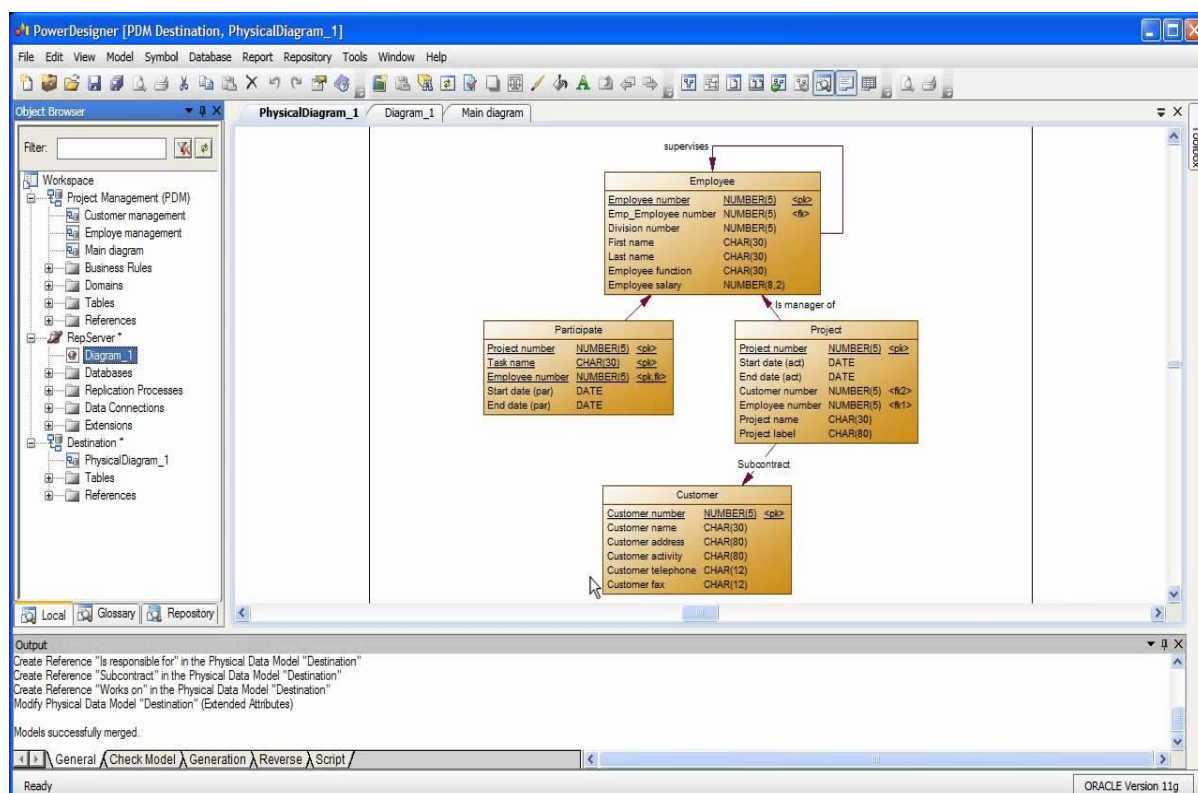 PowerDesigner [PDM Destination, PhysicalDiagram_1]
File Edit View Model Symbol Database Report Repository Tools Window Help
Object Browser
PhysicalDiagram_1 Diagram_1 Main diagram
Toolbox
Filter:
Workspace
Project Management (PDM)
Customer management
Employe management
Main diagram
Business Rules
Domains
Tables
References
RepServer *
Diagram_1
Databases
Replication Processes
Data Connections
Extensions
Destination *
PhysicalDiagram_1
Tables
References
Local Glossary Repository
supervises
Employee
Employee number NUMBER(5) <pk>
Emp_Employee number NUMBER(5) <fk>
Division number NUMBER(5)
First name CHAR(30)
Last name CHAR(30)
Employee function CHAR(30)
Employee salary NUMBER(8,2)
Is manager of
Participate
Project number NUMBER(5) <pk>
Task name CHAR(30) <pk>
Employee number NUMBER(5) <pk,fk>
Start date (par) DATE
End date (par) DATE
Project
Project number NUMBER(5) <pk>
Start date (act) DATE
End date (act) DATE
Customer number NUMBER(5) <fk2>
Employee number NUMBER(5) <fk1>
Project name CHAR(30)
Project label CHAR(80)
Subcontract
Customer
Customer number NUMBER(5) <pk>
Customer name CHAR(30)
Customer address CHAR(80)
Customer activity CHAR(80)
Customer telephone CHAR(12)
Customer fax CHAR(12)
Output
Create Reference "Is responsible for" in the Physical Data Model "Destination"
Create Reference "Subcontract" in the Physical Data Model "Destination"
Create Reference "Works on" in the Physical Data Model "Destination"
Modify Physical Data Model "Destination" (Extended Attributes)
Models successfully merged.
General Check Model Generation Reverse Script
Ready
ORACLE Version 11g